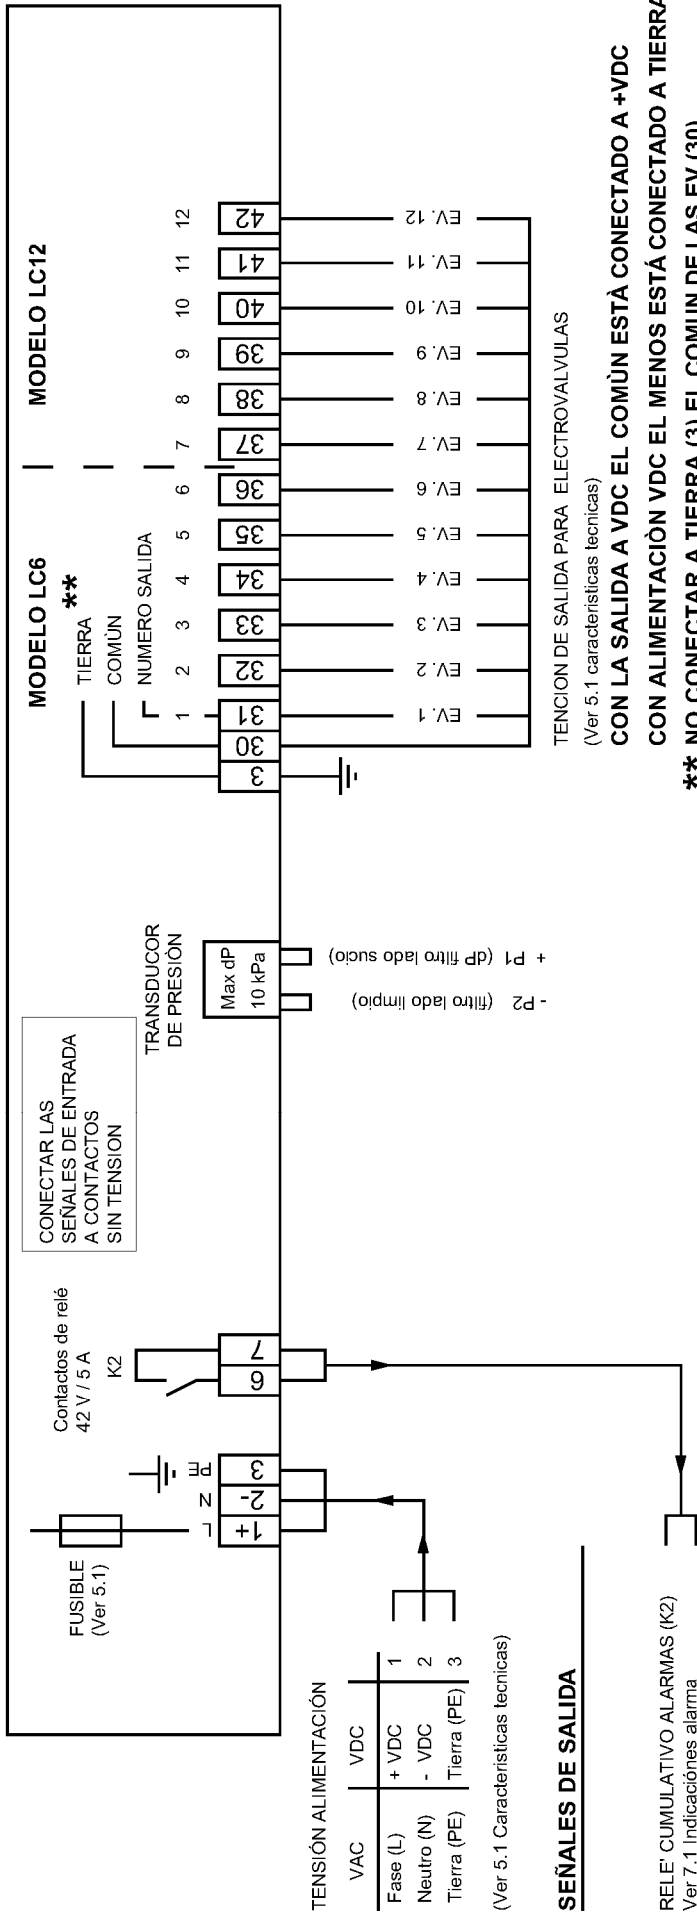 MODELO LC6
MODELO LC12
**
TIERRA
COMÙN
NUMERO SALIDA
1 2 3 4 5 6 7 8 9 10 11 12
3 30 31 32 33 34 35 36 37 38 39 40 41 42
EV. 1
EV. 2
EV. 3
EV. 4
EV. 5
EV. 6
EV. 7
EV. 8
EV. 9
EV. 10
EV. 11
EV. 12
TENCION DE SALIDA PARA ELECTROVALVULAS
(Ver 5.1 caracteristicas tecnicas)
CON LA SALIDA A VDC EL COMÙN ESTÀ CONECTADO A +VDC
CON ALIMENTACIÒN VDC EL MENOS ESTÁ CONECTADO A TIERRA
** NO CONECTAR A TIERRA (3) EL COMUN DE LAS EV (30)
TRANSDUCOR
DE PRESIÓN
Max dP
10 kPa
+ P1 (dP filtro lado sucio)
- P2 (filtro lado limpio)
CONECTAR LAS
SEÑALES DE ENTRADA
A CONTACTOS
SIN TENSION
Contactos de relé
42 V / 5 A
K2
6 7
FUSIBLE
(Ver 5.1)
L N PE
1+ 2- 3
TENSIÓN ALIMENTACIÓN
VAC VDC
Fase (L) + VDC 1
Neutro (N) - VDC 2
Tierra (PE) Tierra (PE) 3
(Ver 5.1 Caracteristicas tecnicas)
SEÑALES DE SALIDA
RELE' CUMULATIVO ALARMAS (K2)
Ver 7.1 Indicaciónes alarma